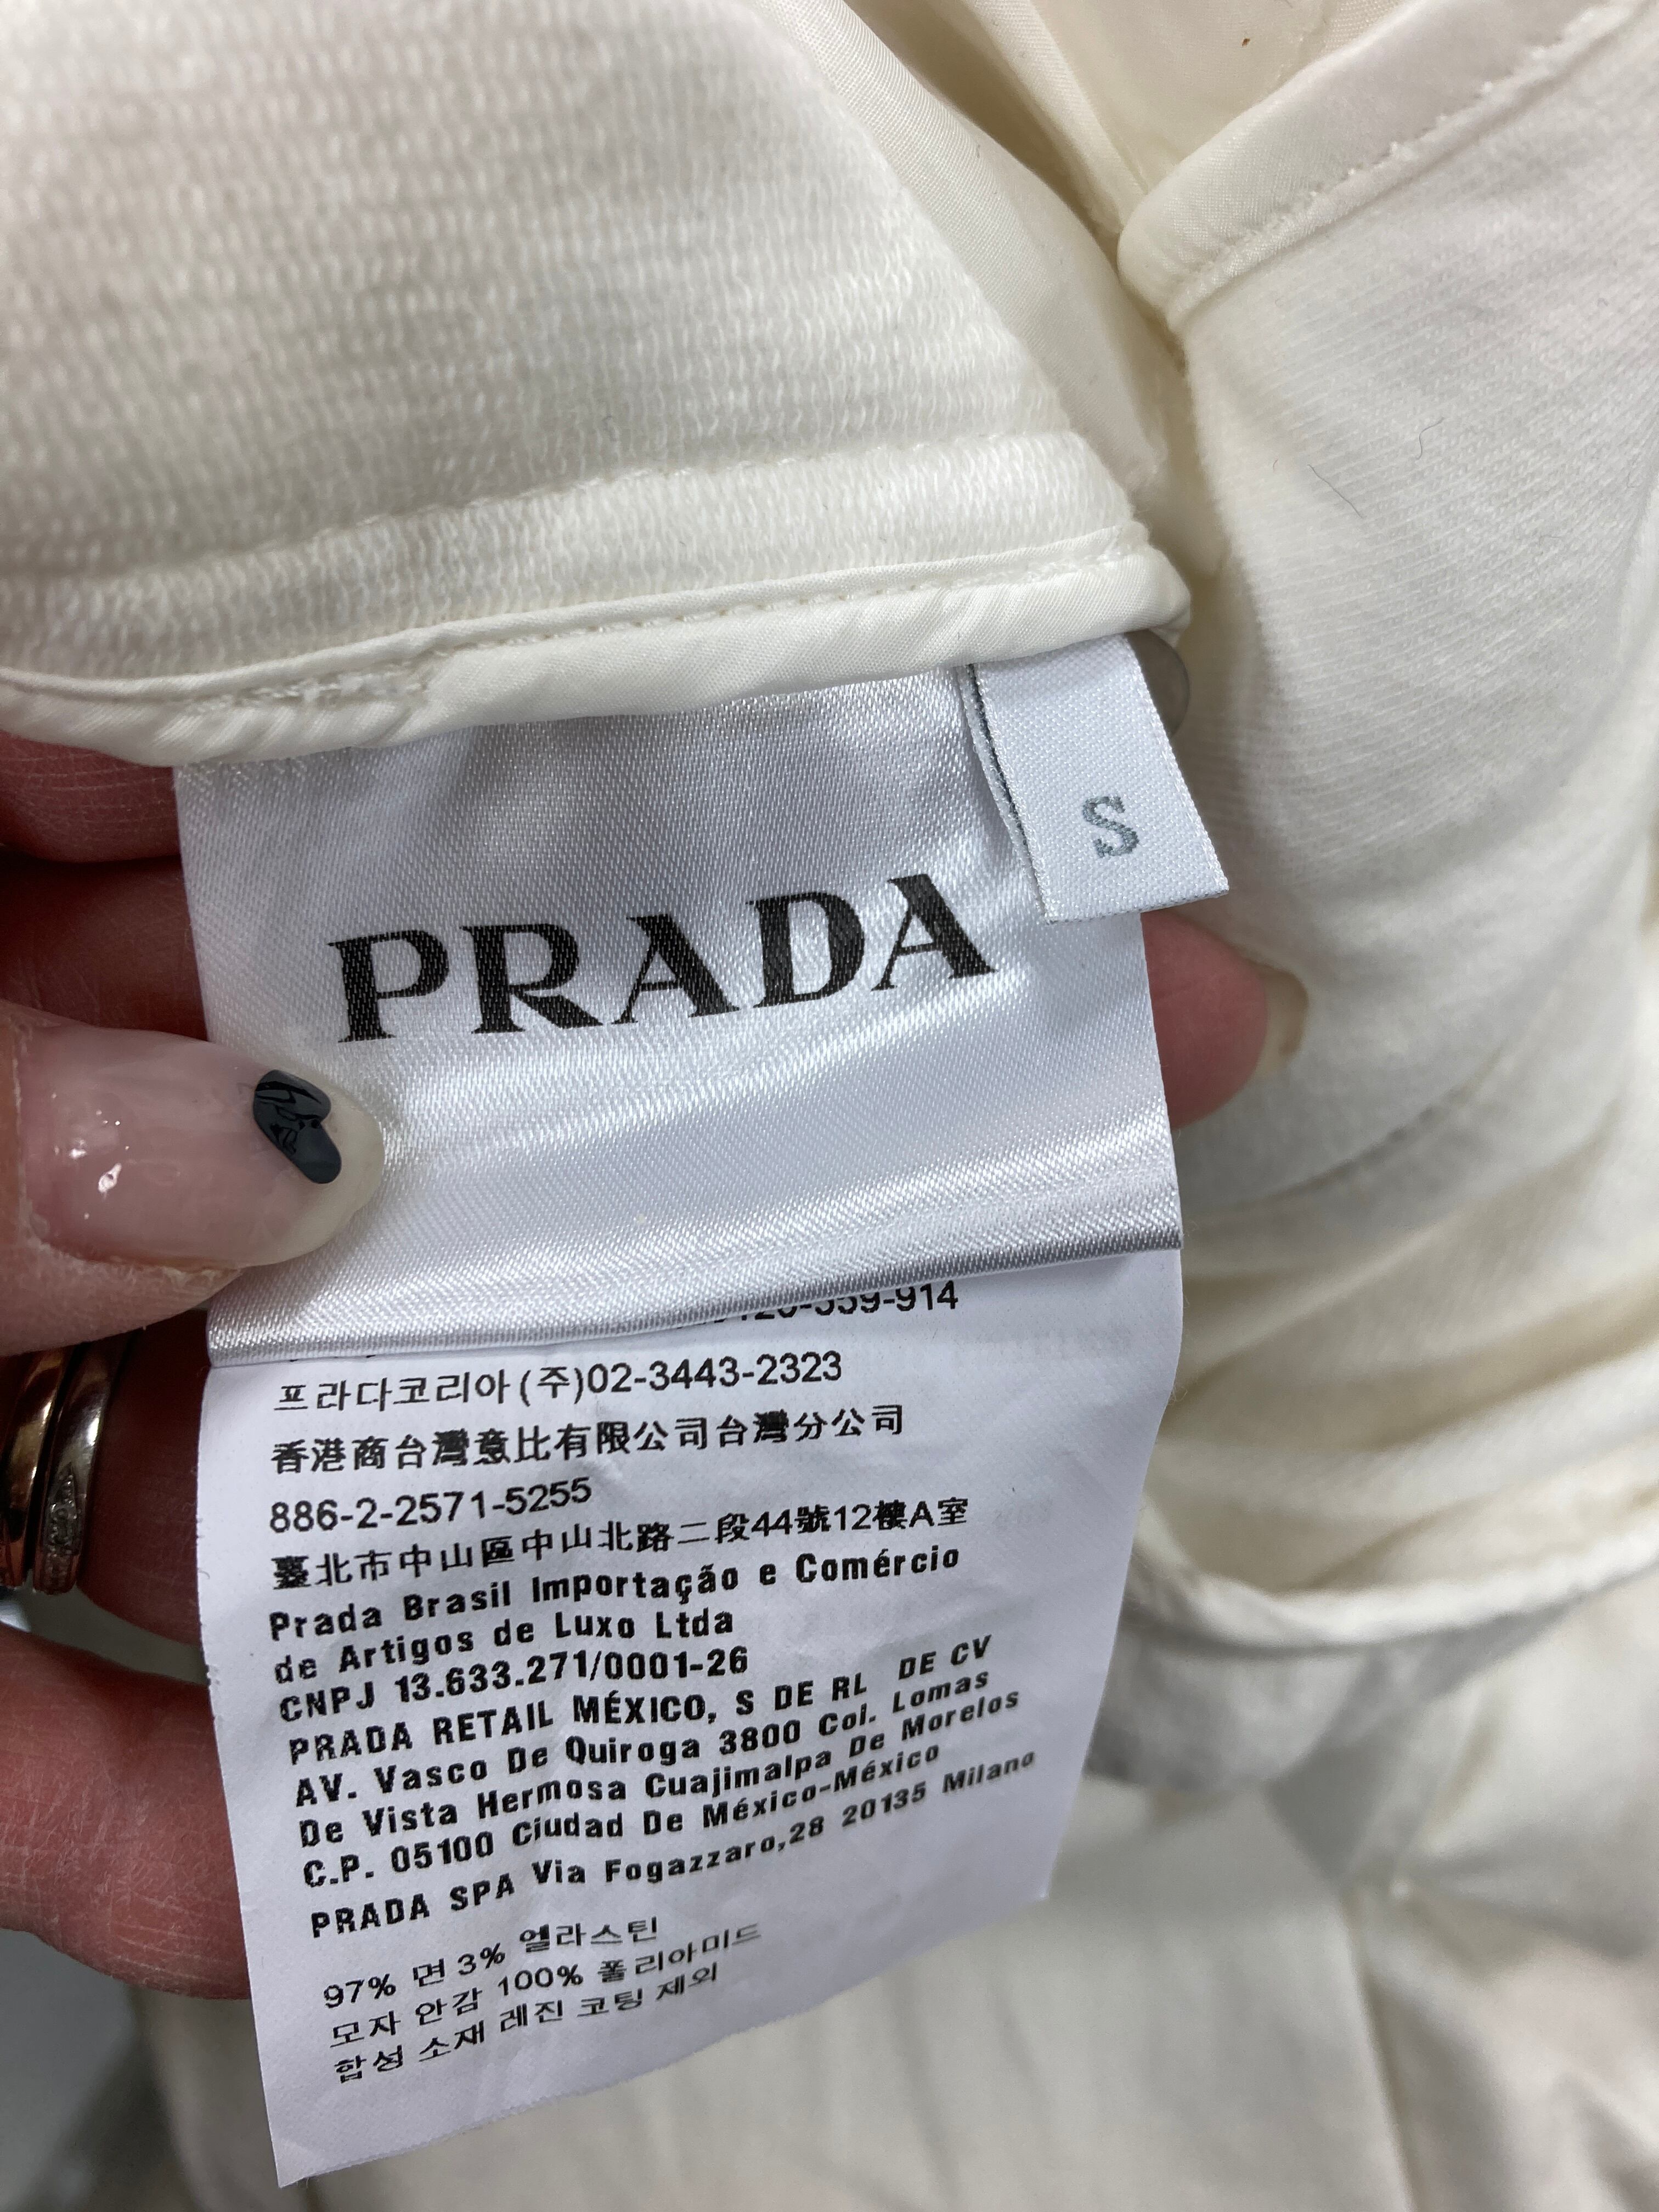 S
PRADA
120-559-914
프라다코리아(주)02-3443-2323
香港商台灣意比有限公司台灣分公司
886-2-2571-5255
臺北市中山區中山北路二段44號12樓A室
Prada Brasil Importação e Comércio
de Artigos de Luxo Ltda
CNPJ 13.633.271/0001-26
PRADA RETAIL MÉXICO, S DE RL DE CV
AV. Vasco De Quiroga 3800 Col. Lomas
De Vista Hermosa Cuajimalpa De Morelos
C.P. 05100 Ciudad De México-México
PRADA SPA Via Fogazzaro,28 20135 Milano
97% 면 3% 엘라스틴
모자 안감 100% 폴리아미드
합성 소재 레진 코팅 제외